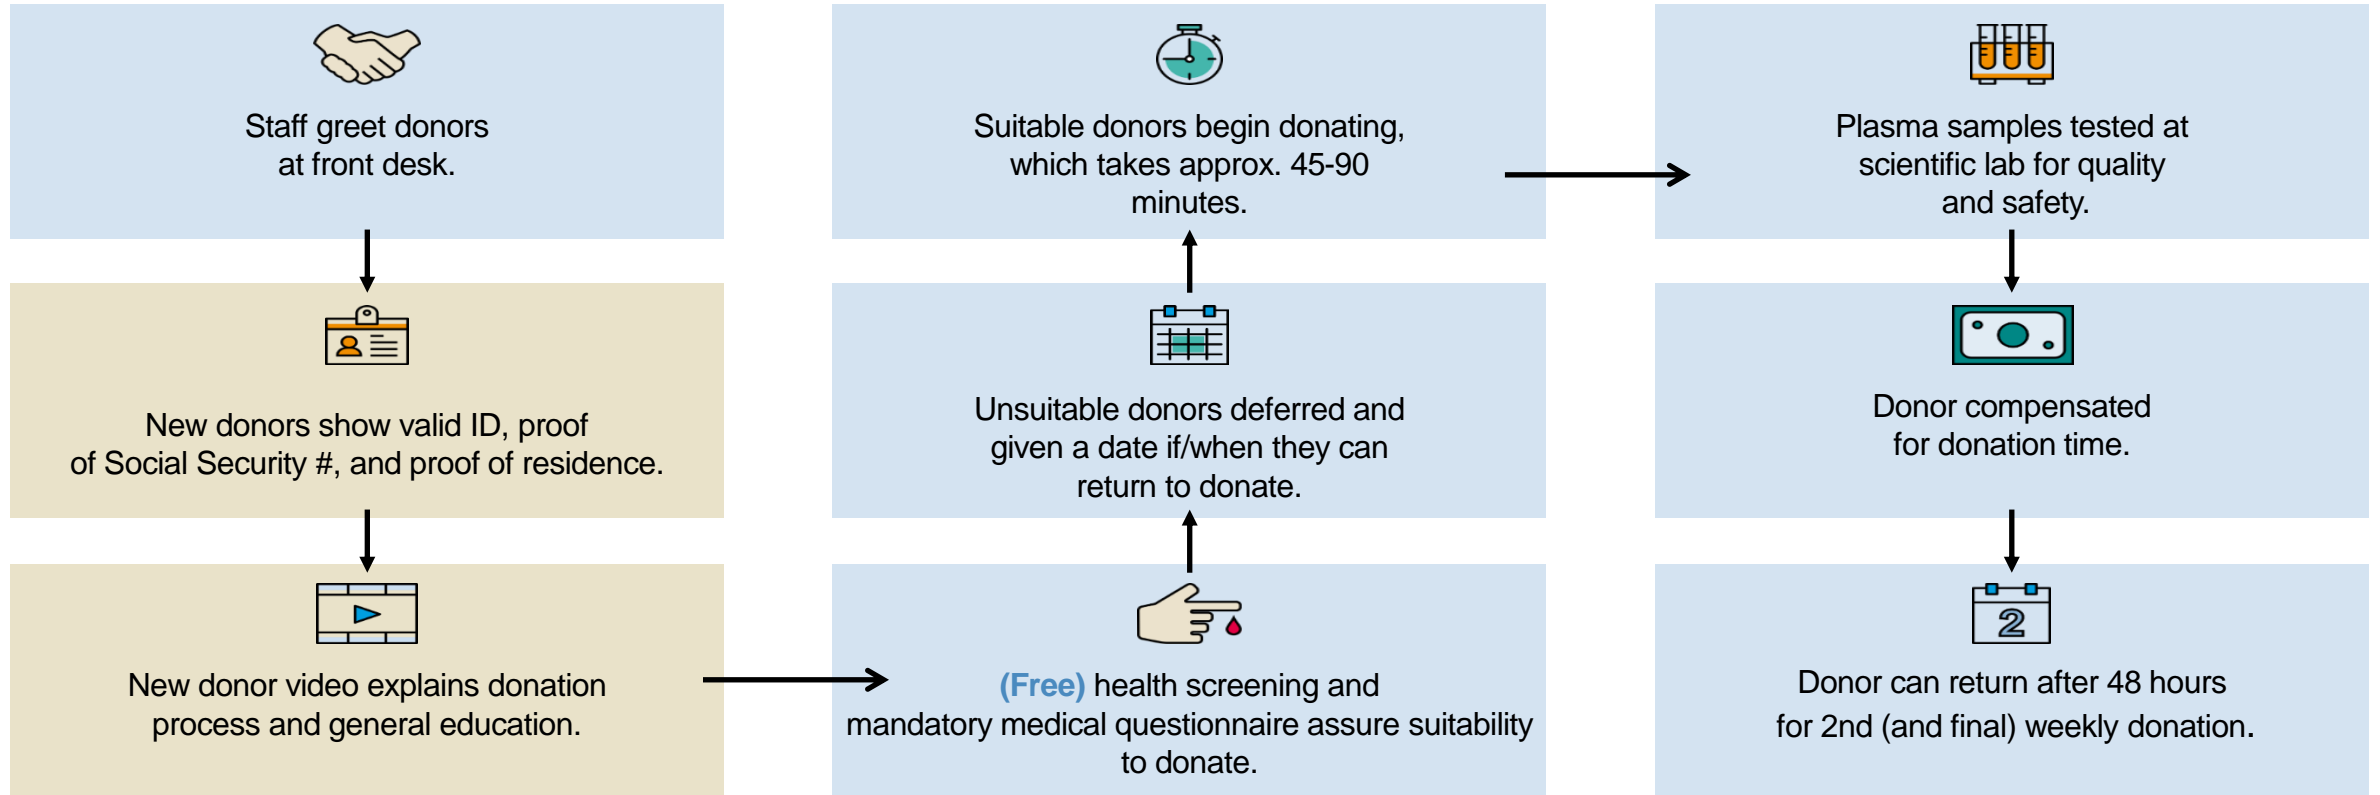 Staff greet donors
at front desk.
New donors show valid ID, proof
of Social Security #, and proof of residence.
New donor video explains donation
process and general education.
(Free) health screening and
mandatory medical questionnaire assure suitability
to donate.
Unsuitable donors deferred and
given a date if/when they can
return to donate.
Suitable donors begin donating,
which takes approx. 45-90
minutes.
Plasma samples tested at
scientific lab for quality
and safety.
Donor compensated
for donation time.
2
Donor can return after 48 hours
for 2nd (and final) weekly donation.